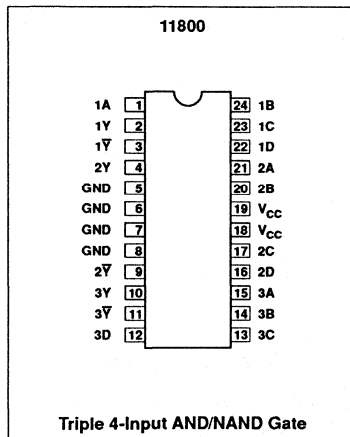 11800
1A 1 24 1B
1Y 2 23 1C
1Y̅ 3 22 1D
2Y 4 21 2A
GND 5 20 2B
GND 6 19 VCC
GND 7 18 VCC
GND 8 17 2C
2Y̅ 9 16 2D
3Y 10 15 3A
3Y̅ 11 14 3B
3D 12 13 3C
Triple 4-Input AND/NAND Gate